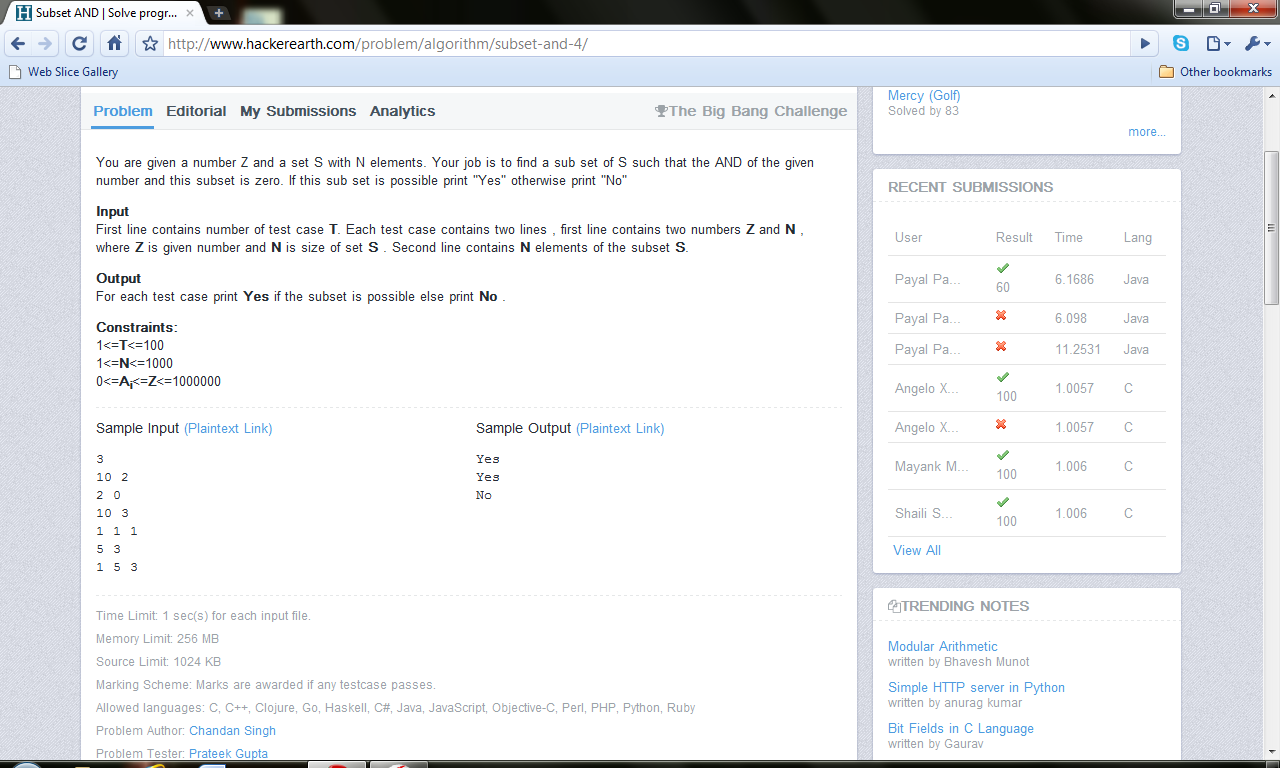 Subset AND | Solve progr...
http://www.hackerearth.com/problem/algorithm/subset-and-4/
Web Slice Gallery
Other bookmarks
Problem Editorial My Submissions Analytics
The Big Bang Challenge
You are given a number Z and a set S with N elements. Your job is to find a sub set of S such that the AND of the given
number and this subset is zero. If this sub set is possible print "Yes" otherwise print "No"
Input
First line contains number of test case T. Each test case contains two lines , first line contains two numbers Z and N ,
where Z is given number and N is size of set S . Second line contains N elements of the subset S.
Output
For each test case print Yes if the subset is possible else print No .
Constraints:
1<=T<=100
1<=N<=1000
0<=Ai<=Z<=1000000
Sample Input (Plaintext Link)
3
10 2
2 0
10 3
1 1 1
5 3
1 5 3
Sample Output (Plaintext Link)
Yes
Yes
No
Time Limit: 1 sec(s) for each input file.
Memory Limit: 256 MB
Source Limit: 1024 KB
Marking Scheme: Marks are awarded if any testcase passes.
Allowed languages: C, C++, Clojure, Go, Haskell, C#, Java, JavaScript, Objective-C, Perl, PHP, Python, Ruby
Problem Author: Chandan Singh
Problem Tester: Prateek Gupta
Mercy (Golf)
Solved by 83
more...
RECENT SUBMISSIONS
User Result Time Lang
Payal Pa... 60 6.1686 Java
Payal Pa... 6.098 Java
Payal Pa... 11.2531 Java
Angelo X... 100 1.0057 C
Angelo X... 1.0057 C
Mayank M... 100 1.006 C
Shaili S... 100 1.006 C
View All
TRENDING NOTES
Modular Arithmetic
written by Bhavesh Munot
Simple HTTP server in Python
written by anurag kumar
Bit Fields in C Language
written by Gaurav